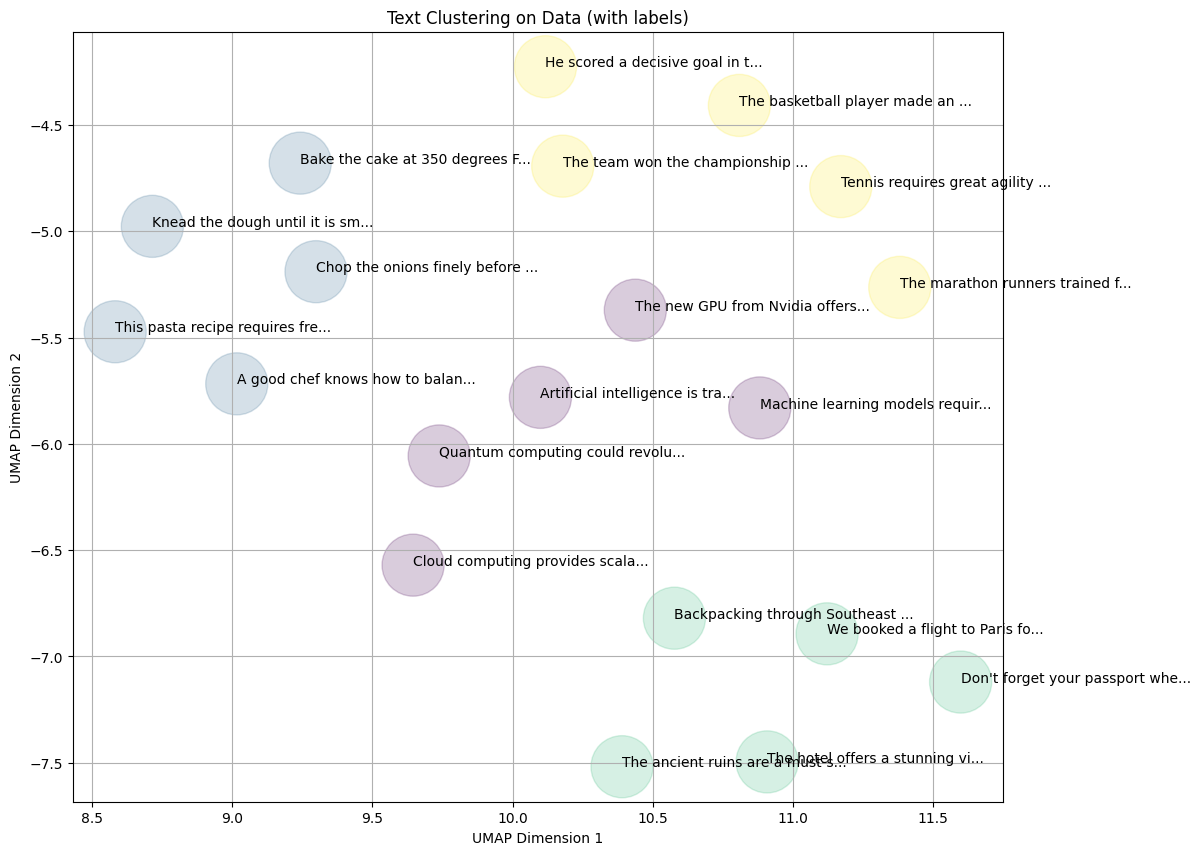 Text Clustering on Data (with labels)
He scored a decisive goal in t...
The basketball player made an ...
−4.5
Bake the cake at 350 degrees F...
The team won the championship ...
Tennis requires great agility ...
Knead the dough until it is sm...
−5.0
Chop the onions finely before ...
The marathon runners trained f...
The new GPU from Nvidia offers...
This pasta recipe requires fre...
−5.5
A good chef knows how to balan...
Artificial intelligence is tra...
Machine learning models requir...
UMAP Dimension 2
−6.0
Quantum computing could revolu...
−6.5
Cloud computing provides scala...
Backpacking through Southeast ...
We booked a flight to Paris fo...
−7.0
Don't forget your passport whe...
−7.5
The ancient ruins are a must-s...
The hotel offers a stunning vi...
8.5 9.0 9.5 10.0 10.5 11.0 11.5
UMAP Dimension 1